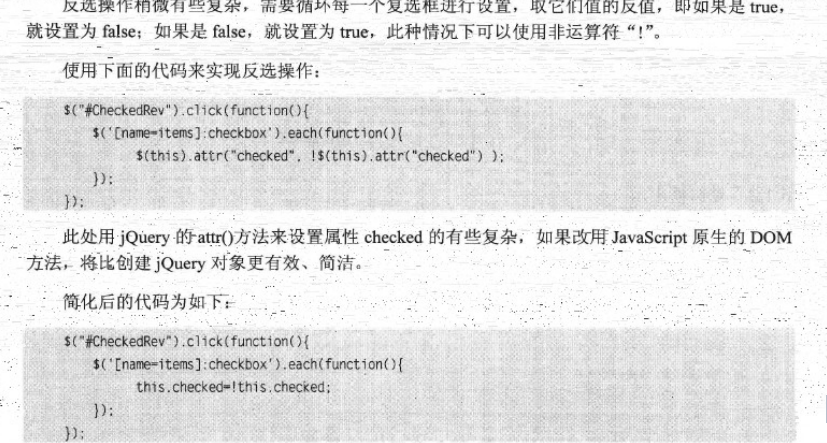 反选操作稍微有些复杂，需要循环每一个复选框进行设置，取它们值的反值，即如果是 true，
就设置为 false；如果是 false，就设置为 true，此种情况下可以使用非运算符“!”。
使用下面的代码来实现反选操作：
$("#CheckedRev").click(function(){
$('[name=items]:checkbox').each(function(){
$(this).attr("checked", !$(this).attr("checked") );
});
});
此处用 jQuery 的 attr()方法来设置属性 checked 的有些复杂，如果改用 JavaScript 原生的 DOM
方法，将比创建 jQuery 对象更有效、简洁。
简化后的代码为如下：
$("#CheckedRev").click(function(){
$('[name=items]:checkbox').each(function(){
this.checked=!this.checked;
});
});